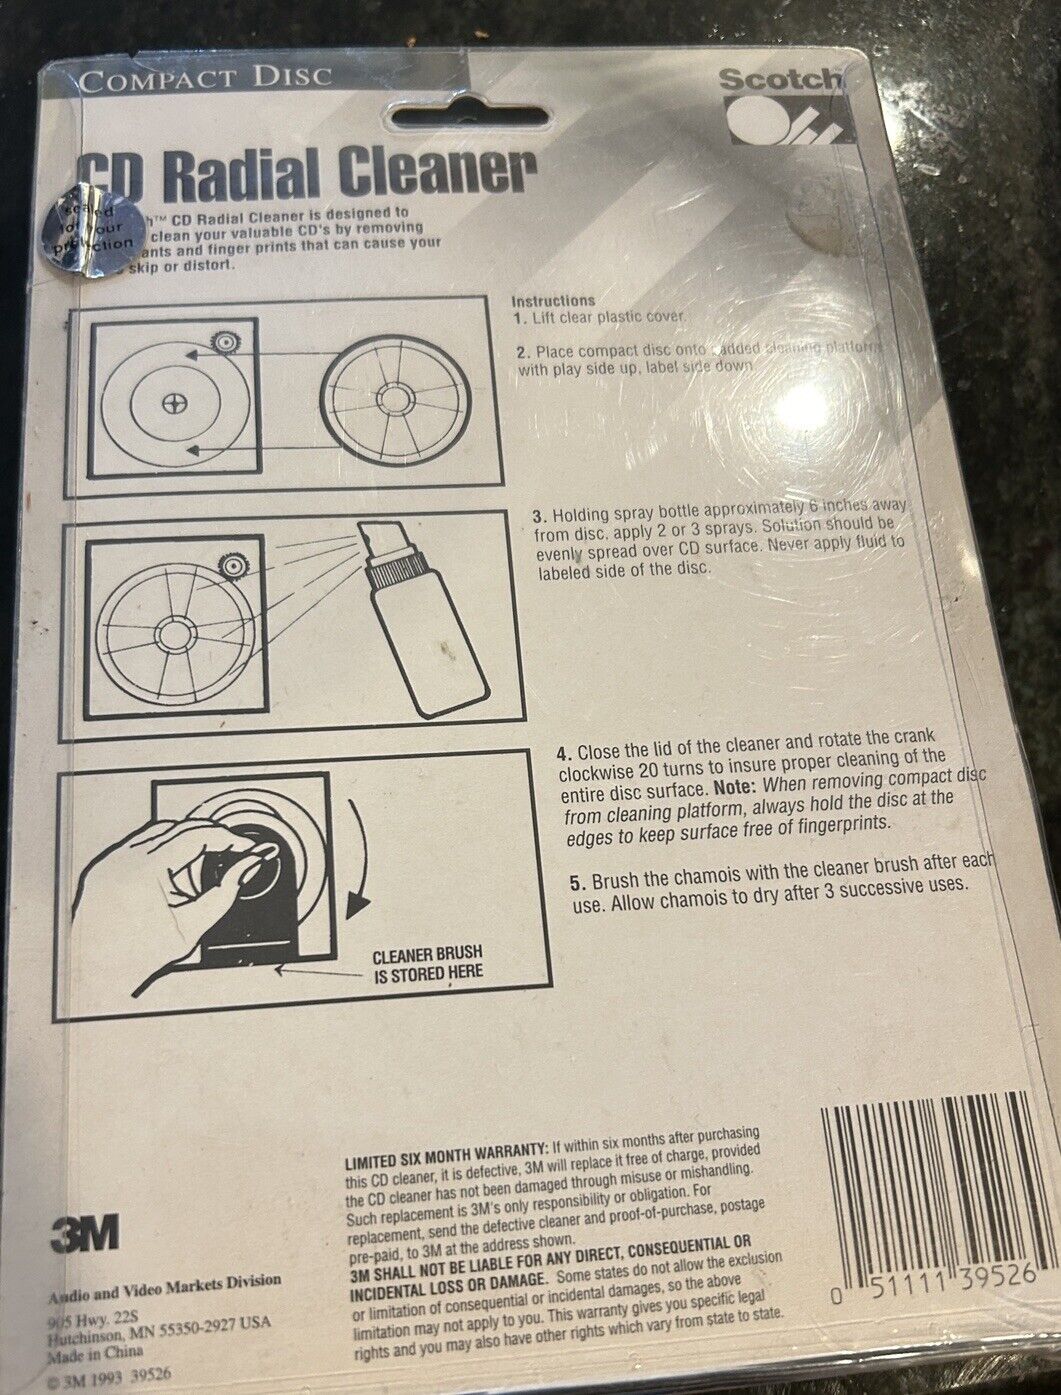 COMPACT DISC
Scotch
CD Radial Cleaner
sealed
for your
protection
h™ CD Radial Cleaner is designed to
clean your valuable CD's by removing
ants and finger prints that can cause your
skip or distort.
Instructions
1. Lift clear plastic cover.
2. Place compact disc onto padded cleaning platform
with play side up, label side down.
3. Holding spray bottle approximately 6 inches away
from disc, apply 2 or 3 sprays. Solution should be
evenly spread over CD surface. Never apply fluid to
labeled side of the disc.
4. Close the lid of the cleaner and rotate the crank
clockwise 20 turns to insure proper cleaning of the
entire disc surface. Note: When removing compact disc
from cleaning platform, always hold the disc at the
edges to keep surface free of fingerprints.
5. Brush the chamois with the cleaner brush after each
use. Allow chamois to dry after 3 successive uses.
CLEANER BRUSH
IS STORED HERE
LIMITED SIX MONTH WARRANTY: If within six months after purchasing
this CD cleaner, it is defective, 3M will replace it free of charge, provided
the CD cleaner has not been damaged through misuse or mishandling.
Such replacement is 3M's only responsibility or obligation. For
replacement, send the defective cleaner and proof-of-purchase, postage
pre-paid, to 3M at the address shown.
3M SHALL NOT BE LIABLE FOR ANY DIRECT, CONSEQUENTIAL OR
INCIDENTAL LOSS OR DAMAGE. Some states do not allow the exclusion
or limitation of consequential or incidental damages, so the above
limitation may not apply to you. This warranty gives you specific legal
rights and you may also have other rights which vary from state to state.
3M
Audio and Video Markets Division
905 Hwy. 22S
Hutchinson, MN 55350-2927 USA
Made in China
© 3M 1993 39526
0 51111 39526